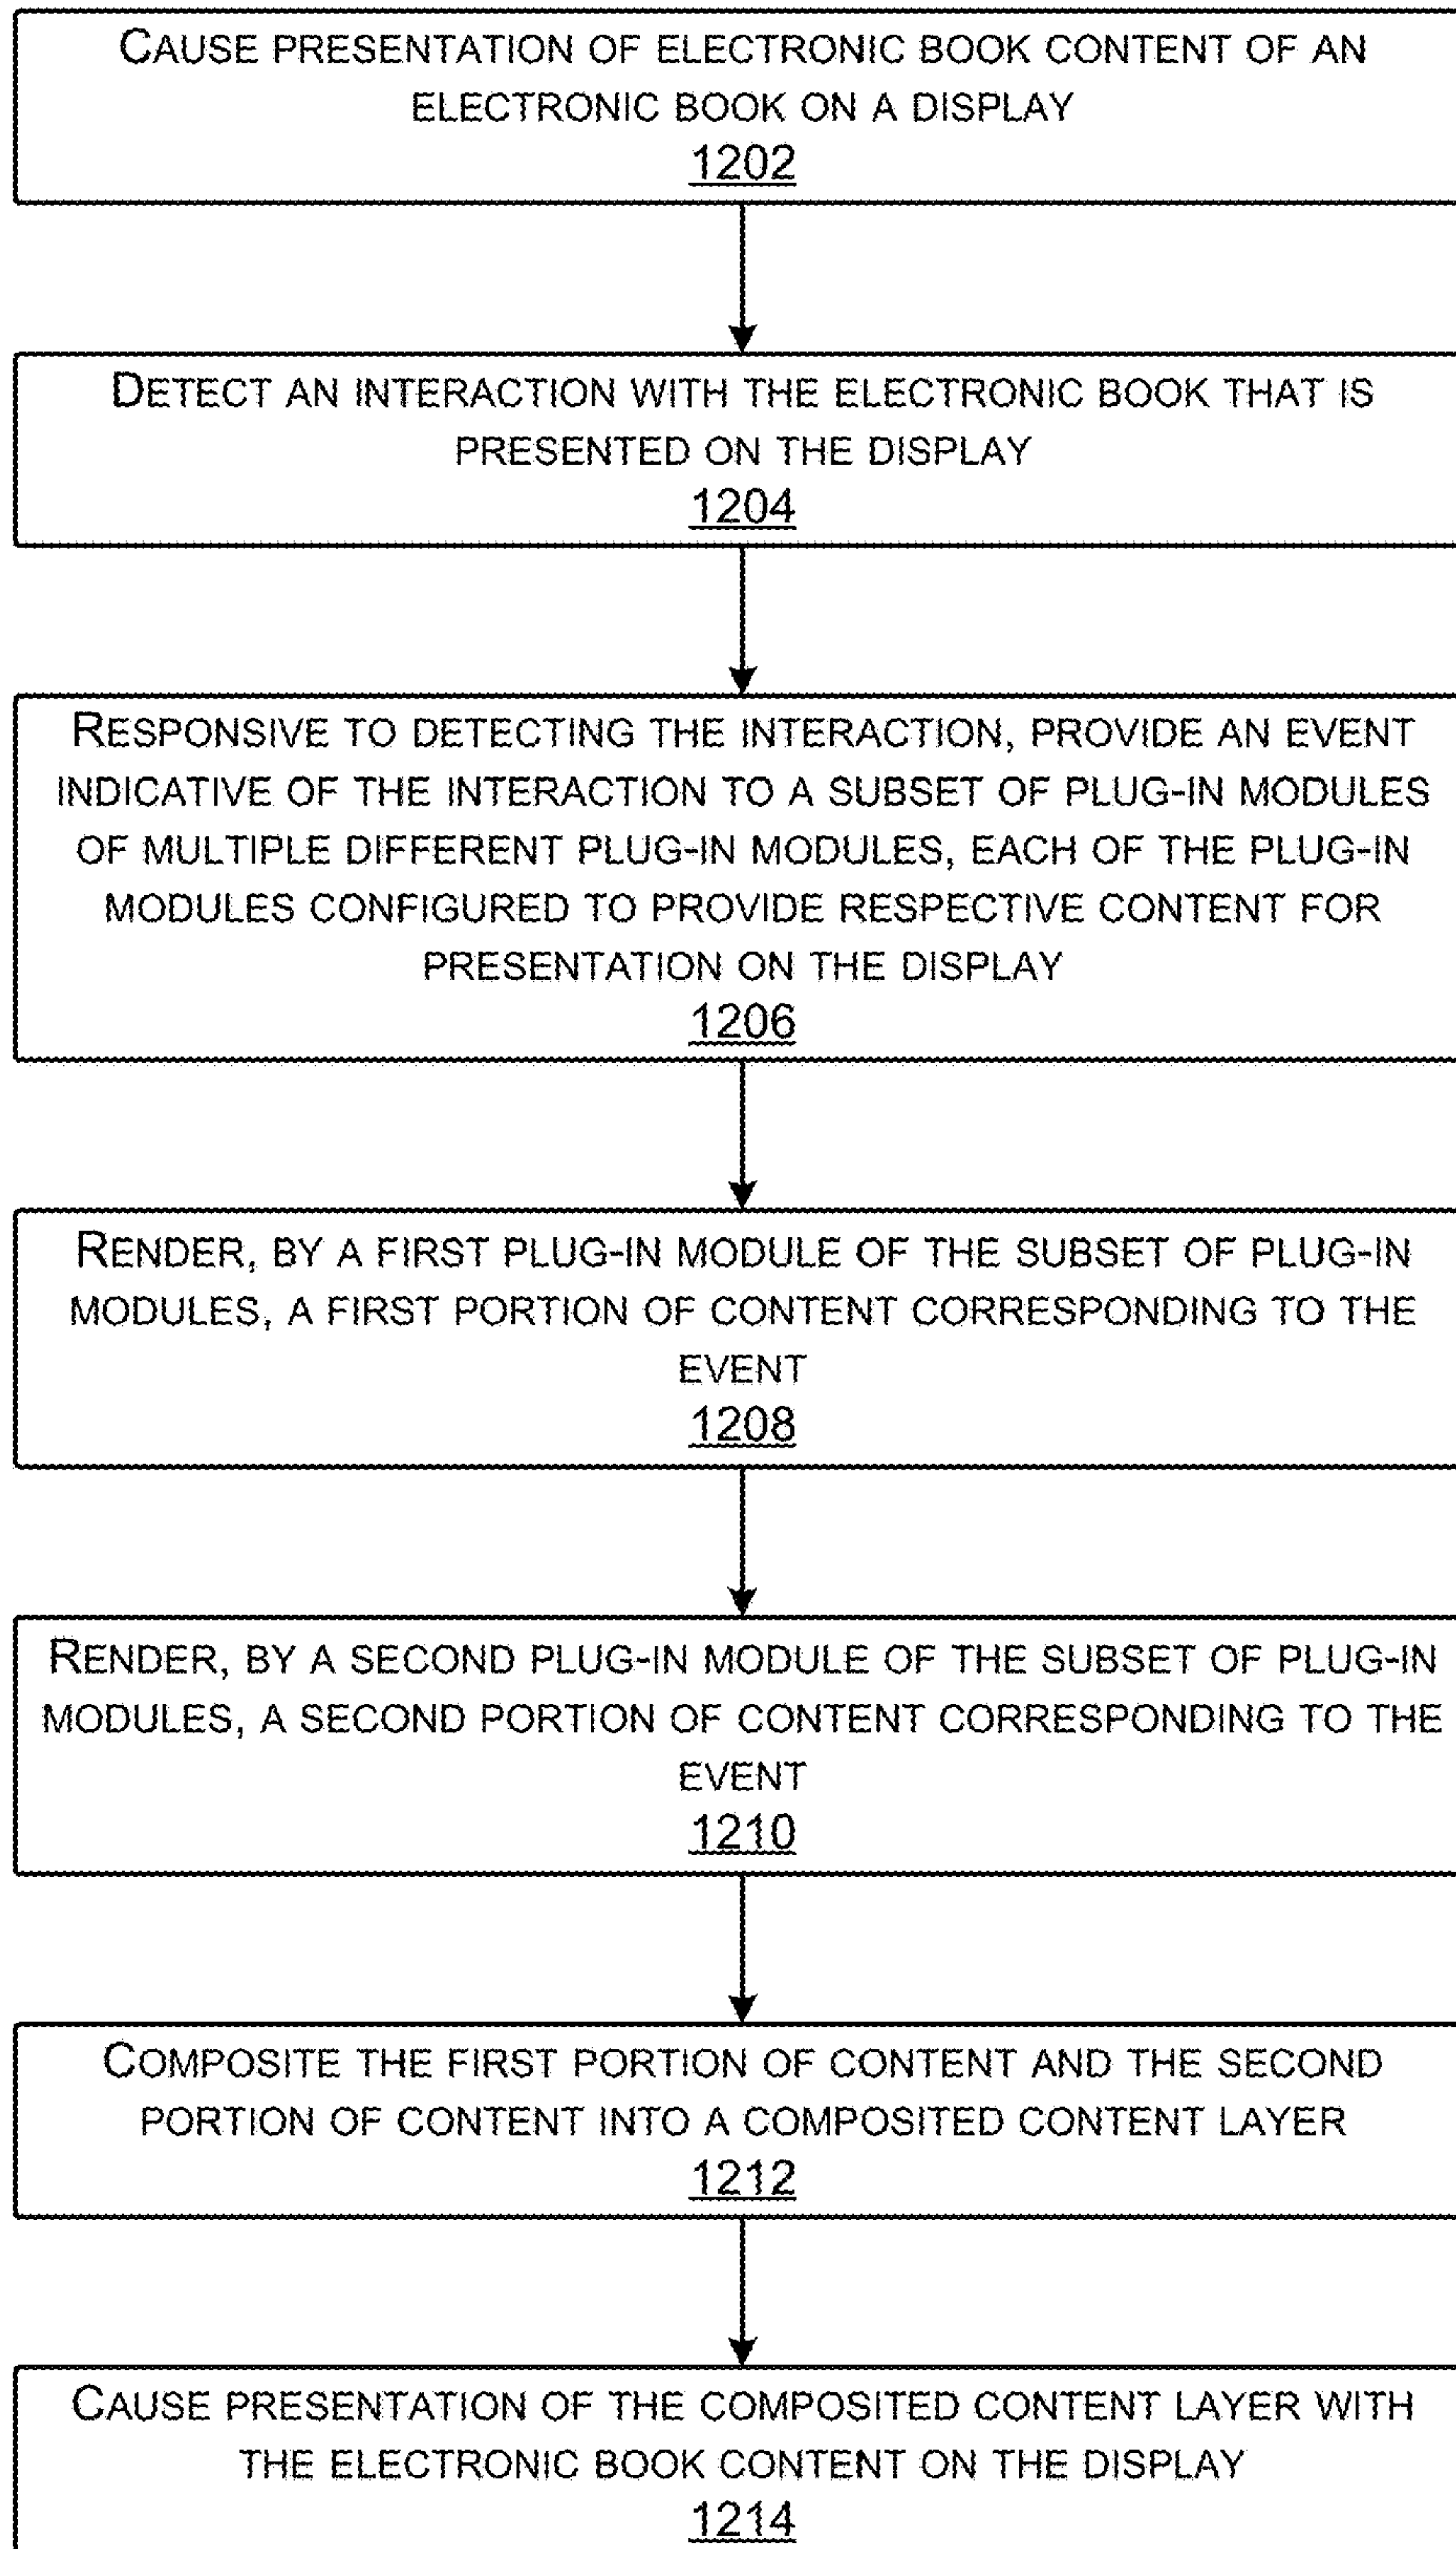 CAUSE PRESENTATION OF ELECTRONIC BOOK CONTENT OF AN
ELECTRONIC BOOK ON A DISPLAY
1202
DETECT AN INTERACTION WITH THE ELECTRONIC BOOK THAT IS
PRESENTED ON THE DISPLAY
1204
RESPONSIVE TO DETECTING THE INTERACTION, PROVIDE AN EVENT
INDICATIVE OF THE INTERACTION TO A SUBSET OF PLUG-IN MODULES
OF MULTIPLE DIFFERENT PLUG-IN MODULES, EACH OF THE PLUG-IN
MODULES CONFIGURED TO PROVIDE RESPECTIVE CONTENT FOR
PRESENTATION ON THE DISPLAY
1206
RENDER, BY A FIRST PLUG-IN MODULE OF THE SUBSET OF PLUG-IN
MODULES, A FIRST PORTION OF CONTENT CORRESPONDING TO THE
EVENT
1208
RENDER, BY A SECOND PLUG-IN MODULE OF THE SUBSET OF PLUG-IN
MODULES, A SECOND PORTION OF CONTENT CORRESPONDING TO THE
EVENT
1210
COMPOSITE THE FIRST PORTION OF CONTENT AND THE SECOND
PORTION OF CONTENT INTO A COMPOSITED CONTENT LAYER
1212
CAUSE PRESENTATION OF THE COMPOSITED CONTENT LAYER WITH
THE ELECTRONIC BOOK CONTENT ON THE DISPLAY
1214